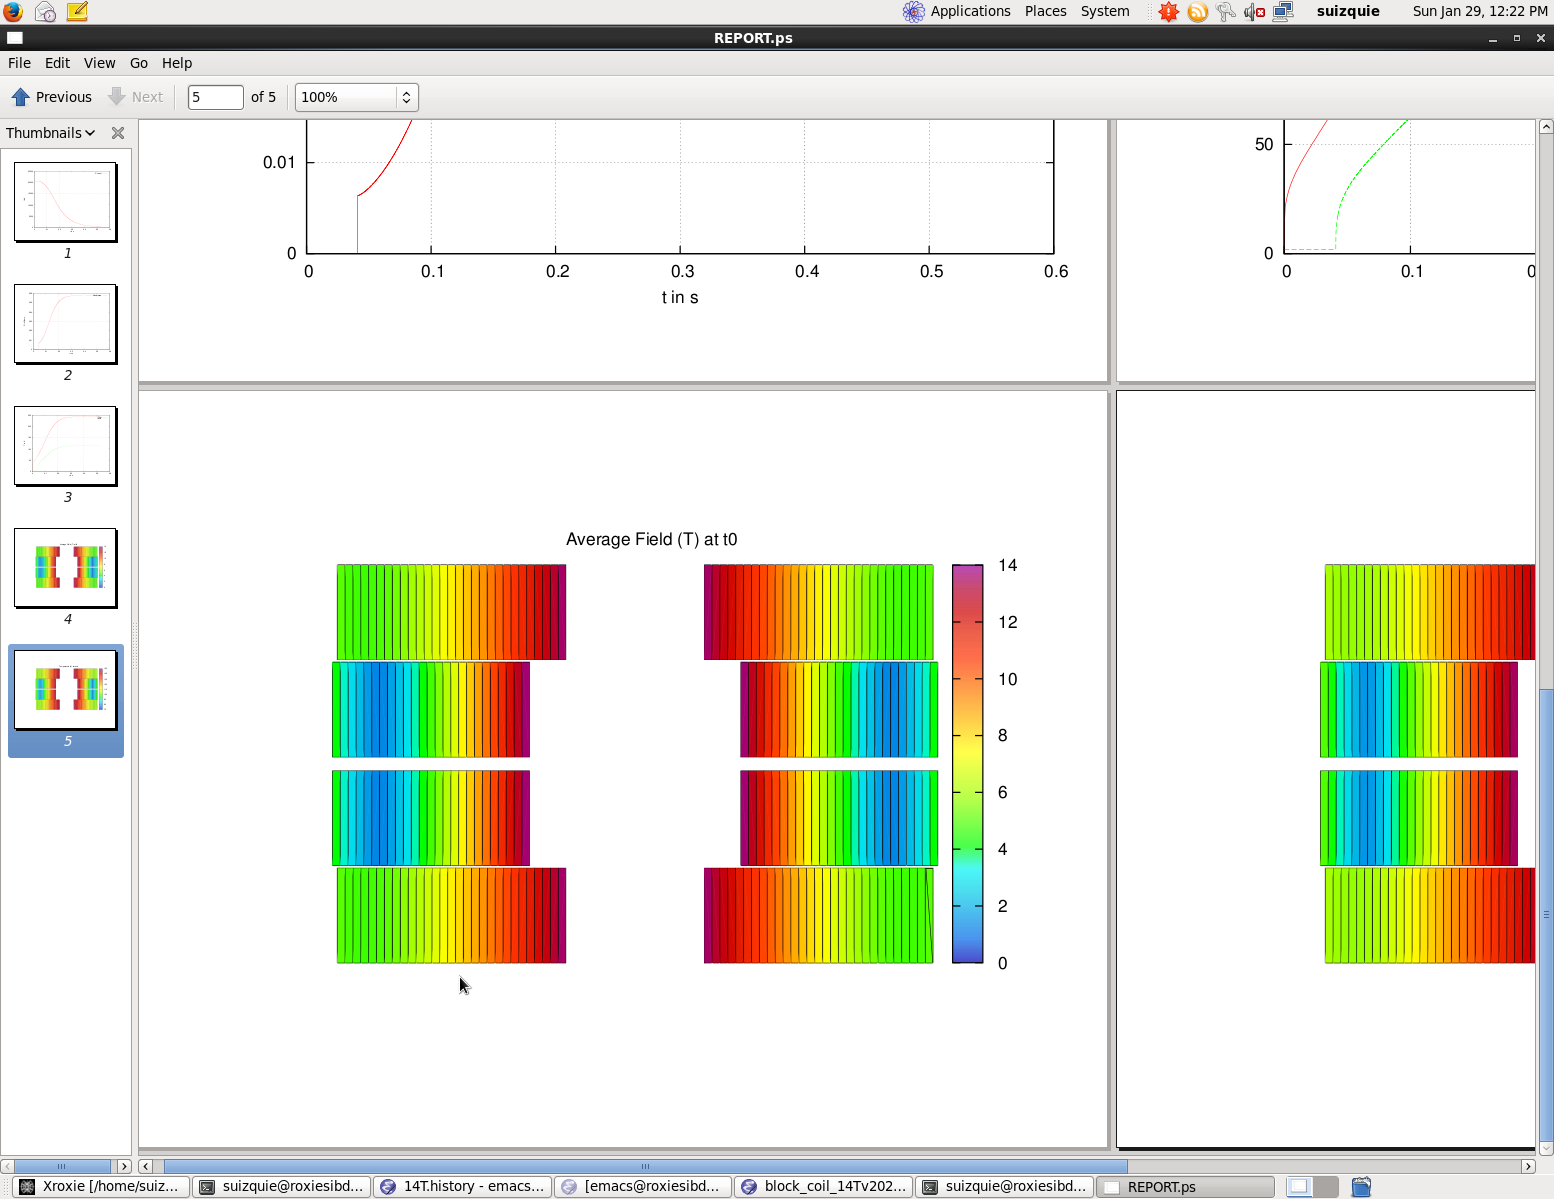 Applications Places System
suizquie
Sun Jan 29, 12:22 PM
REPORT.ps
File Edit View Go Help
Previous Next 5 of 5 100%
Thumbnails
1
2
3
4
5
0.01
0
0 0.1 0.2 0.3 0.4 0.5 0.6
t in s
50
0
0 0.1 0
Average Field (T) at t0
14
12
10
8
6
4
2
0
Xroxie [/home/suiz... suizquie@roxiesibd... 14T.history - emacs... [emacs@roxiesibd... block_coil_14Tv202... suizquie@roxiesibd... REPORT.ps